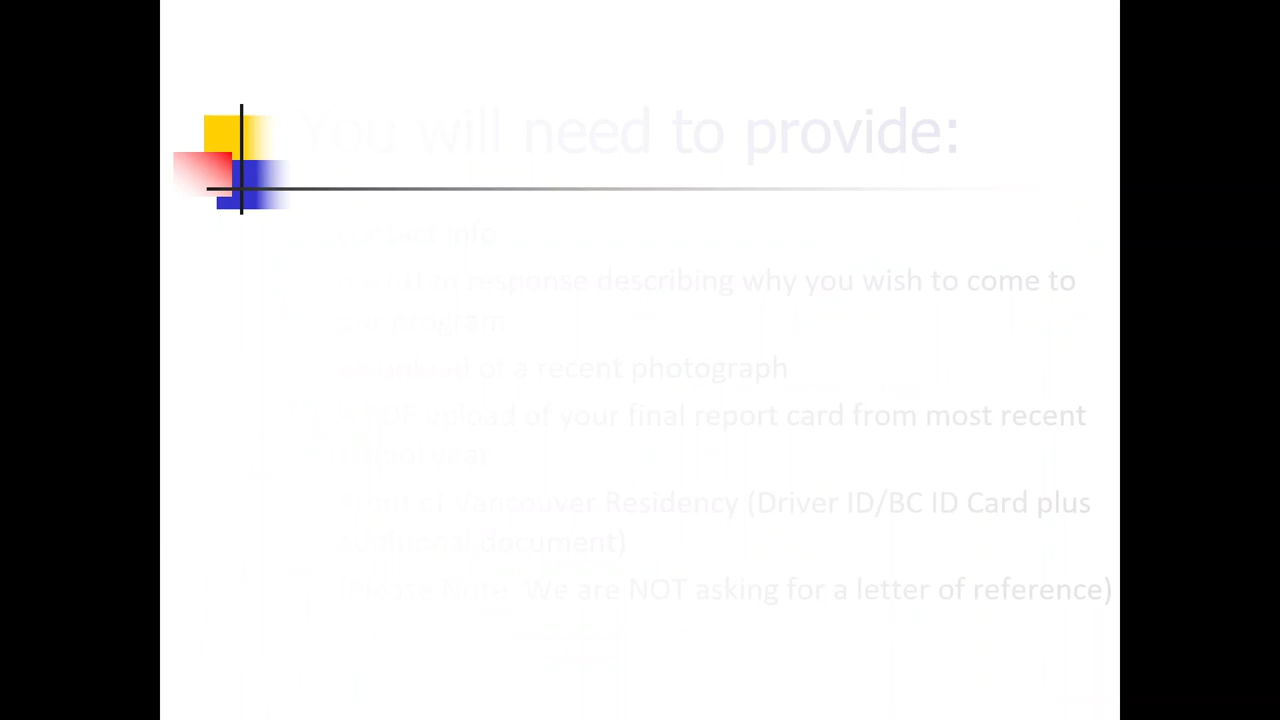 You will need to provide:
contact info
written response describing why you wish to come to
our program
upload of a recent photograph
A PDF upload of your final report card from most recent
school year
Proof of Vancouver Residency (Driver ID/BC ID Card plus
additional document)
(Please Note: We are NOT asking for a letter of reference)